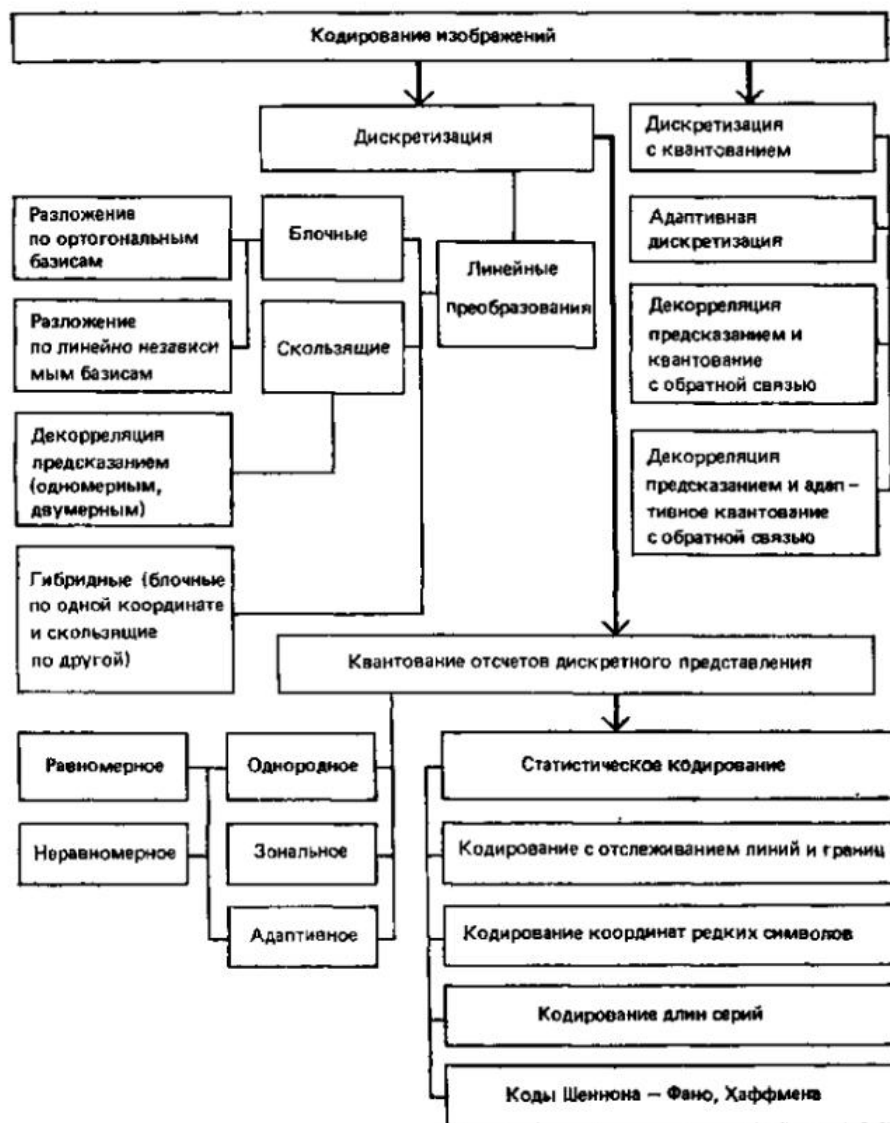 Кодирование изображений
Дискретизация
Дискретизация
с квантованием
Разложение
по ортогональным
базисам
Блочные
Линейные
преобразования
Адаптивная
дискретизация
Разложение
по линейно независи
мым базисам
Скользящие
Декорреляция
предсказанием и
квантование
с обратной связью
Декорреляция
предсказанием
(одномерным,
двумерным)
Декорреляция
предсказанием и адап –
тивное квантование
с обратной связью
Гибридные (блочные
по одной координате
и скользящие
по другой)
Квантование отсчетов дискретного представления
Равномерное
Однородное
Статистическое кодирование
Неравномерное
Зональное
Кодирование с отслеживанием линий и границ
Адаптивное
Кодирование координат редких символов
Кодирование длин серий
Коды Шеннона – Фано, Хаффмена